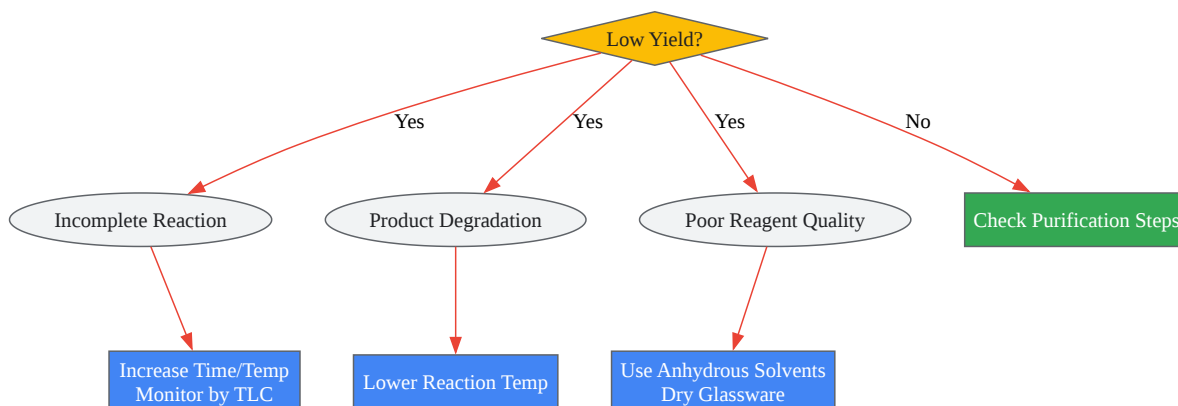 Low Yield?
Yes
Yes
Yes
No
Incomplete Reaction
Product Degradation
Poor Reagent Quality
Check Purification Steps
Increase Time/Temp
Monitor by TLC
Lower Reaction Temp
Use Anhydrous Solvents
Dry Glassware